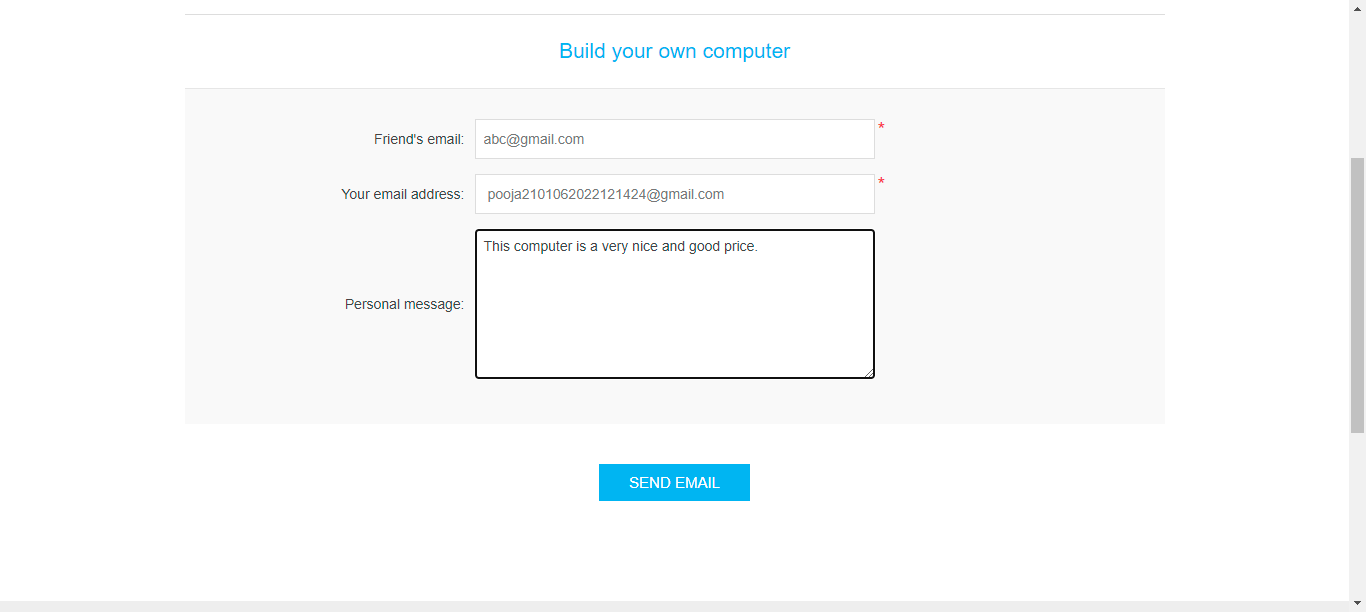 Build your own computer
Friend's email: abc@gmail.com *
Your email address: pooja2101062022121424@gmail.com *
Personal message: This computer is a very nice and good price.
SEND EMAIL